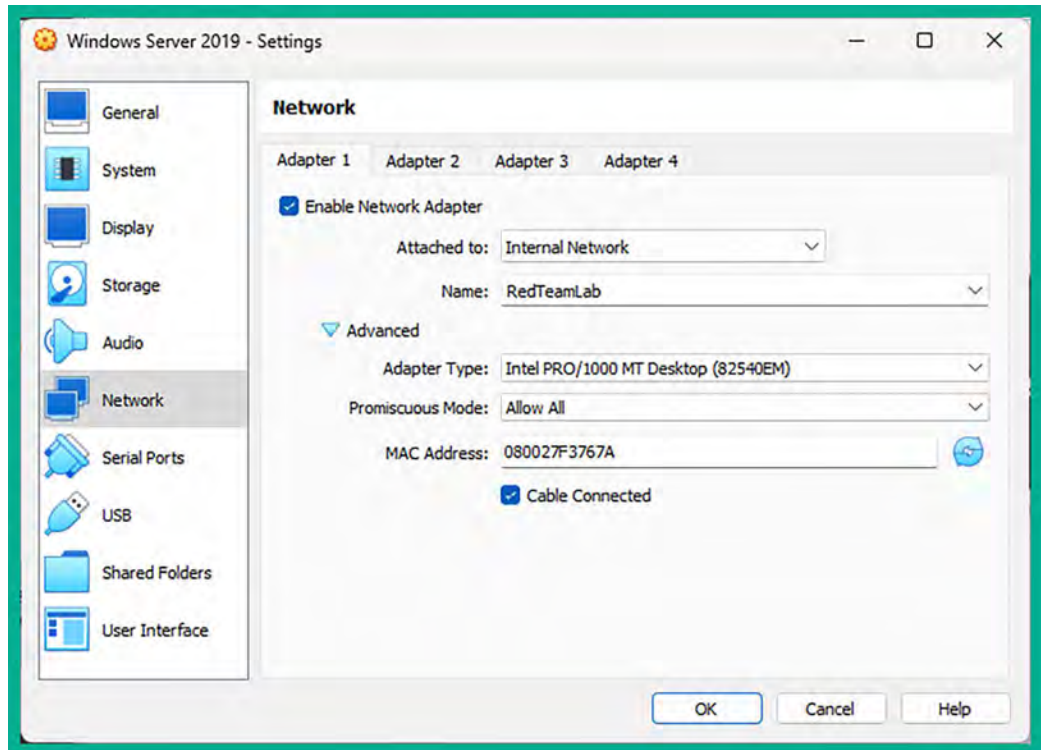 Windows Server 2019 - Settings
General
System
Display
Storage
Audio
Network
Serial Ports
USB
Shared Folders
User Interface
Network
Adapter 1 Adapter 2 Adapter 3 Adapter 4
Enable Network Adapter
Attached to: Internal Network
Name: RedTeamLab
Advanced
Adapter Type: Intel PRO/1000 MT Desktop (82540EM)
Promiscuous Mode: Allow All
MAC Address: 080027F3767A
Cable Connected
OK Cancel Help